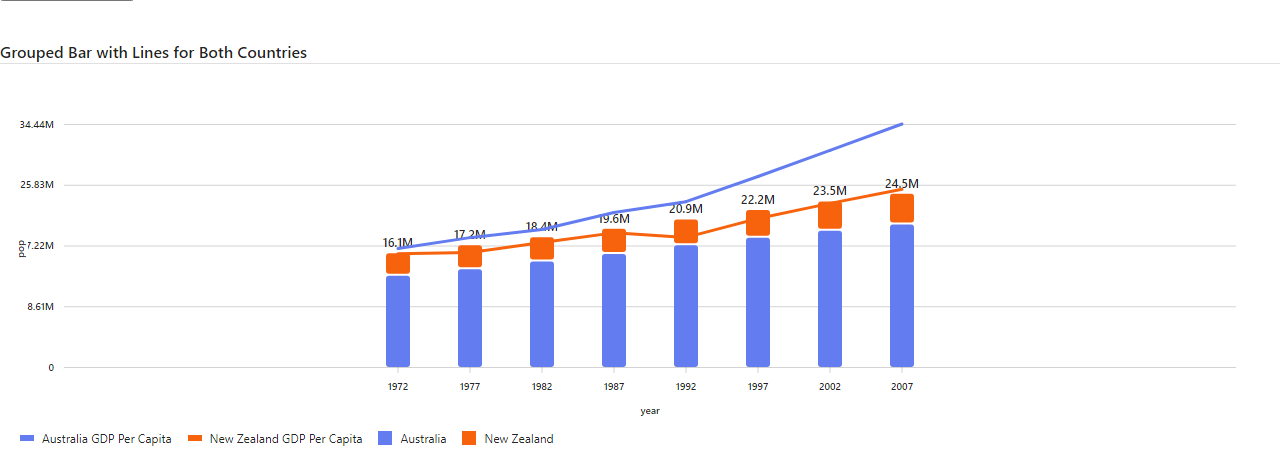 Grouped Bar with Lines for Both Countries
34.44M
25.83M
8.61M
0
pop
16.1M
17.2M
18.4M
19.6M
20.9M
22.2M
23.5M
24.5M
1972 1977 1982 1987 1992 1997 2002 2007
year
Australia GDP Per Capita New Zealand GDP Per Capita Australia New Zealand